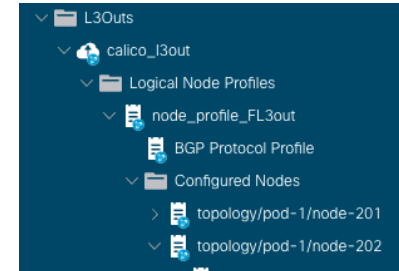 L3Outs
calico_l3out
Logical Node Profiles
node_profile_FL3out
BGP Protocol Profile
Configured Nodes
topology/pod-1/node-201
topology/pod-1/node-202